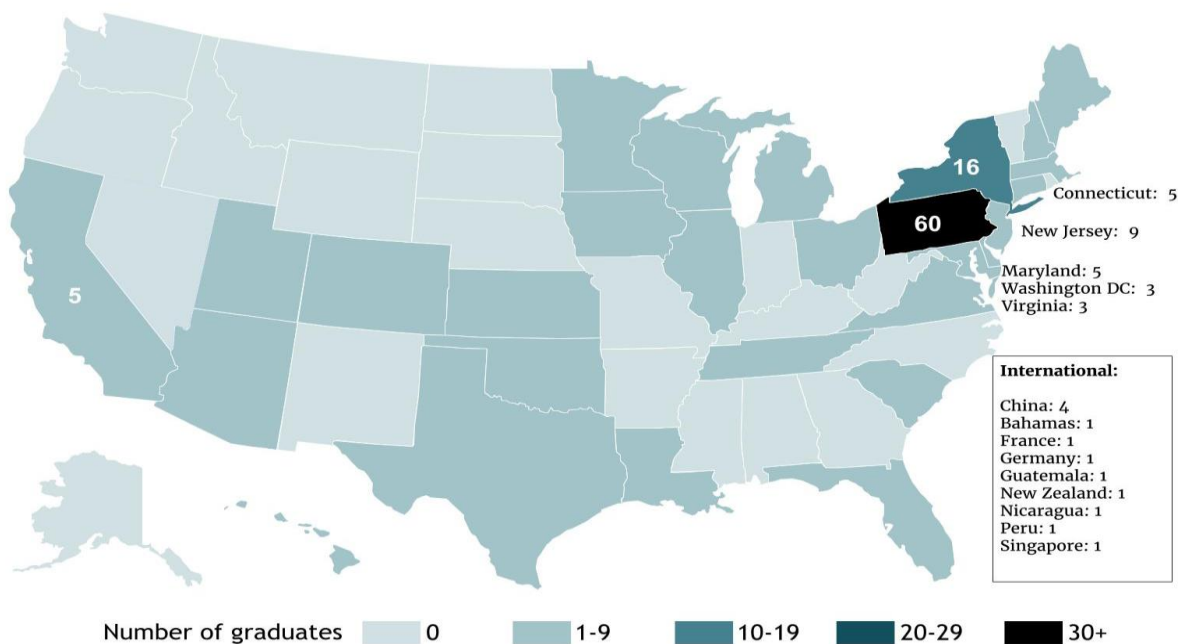 16
Connecticut: 5
60
New Jersey: 9
Maryland: 5
Washington DC: 3
Virginia: 3
5
International:
China: 4
Bahamas: 1
France: 1
Germany: 1
Guatemala: 1
New Zealand: 1
Nicaragua: 1
Peru: 1
Singapore: 1
Number of graduates 0 1-9 10-19 20-29 30+